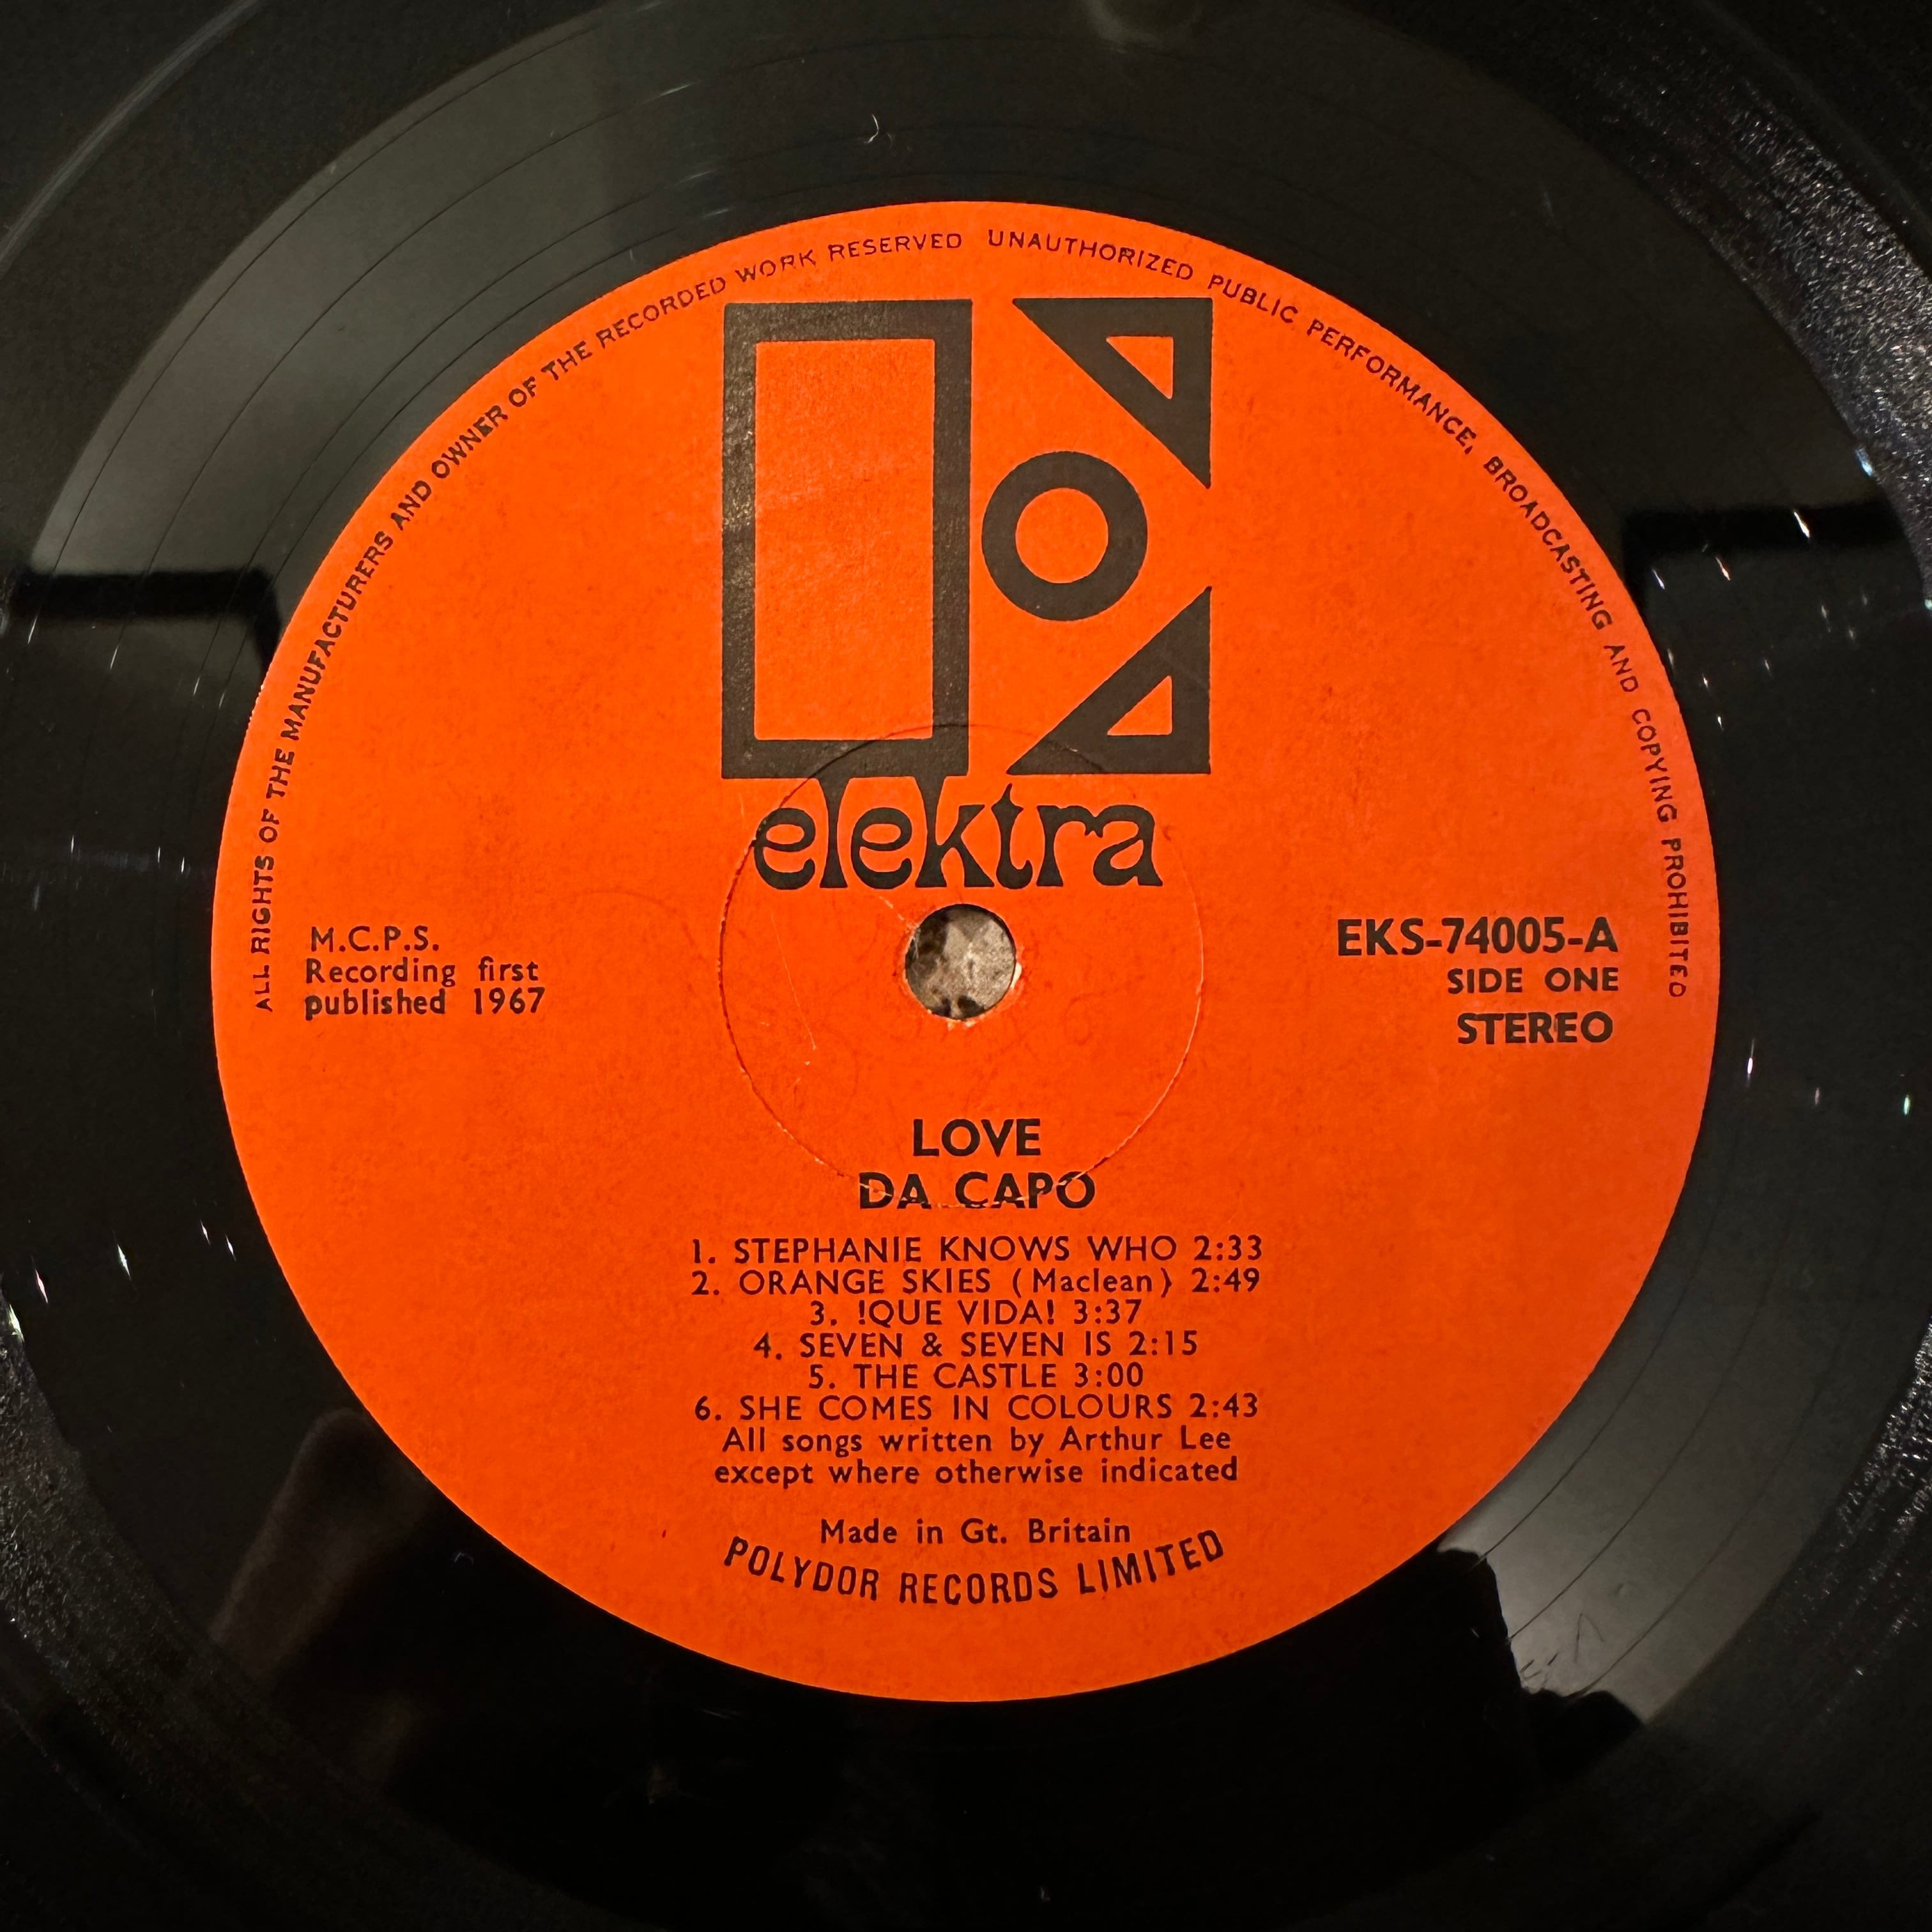 ALL RIGHTS OF THE MANUFACTURERS AND OWNER OF THE RECORDED WORK RESERVED UNAUTHORIZED PUBLIC PERFORMANCE, BROADCASTING AND COPYING PROHIBITED
elektra
M.C.P.S.
Recording first
published 1967
EKS-74005-A
SIDE ONE
STEREO
LOVE
DA CAPO
1. STEPHANIE KNOWS WHO 2:33
2. ORANGE SKIES (Maclean) 2:49
3. !QUE VIDA! 3:37
4. SEVEN & SEVEN IS 2:15
5. THE CASTLE 3:00
6. SHE COMES IN COLOURS 2:43
All songs written by Arthur Lee
except where otherwise indicated
Made in Gt. Britain
POLYDOR RECORDS LIMITED